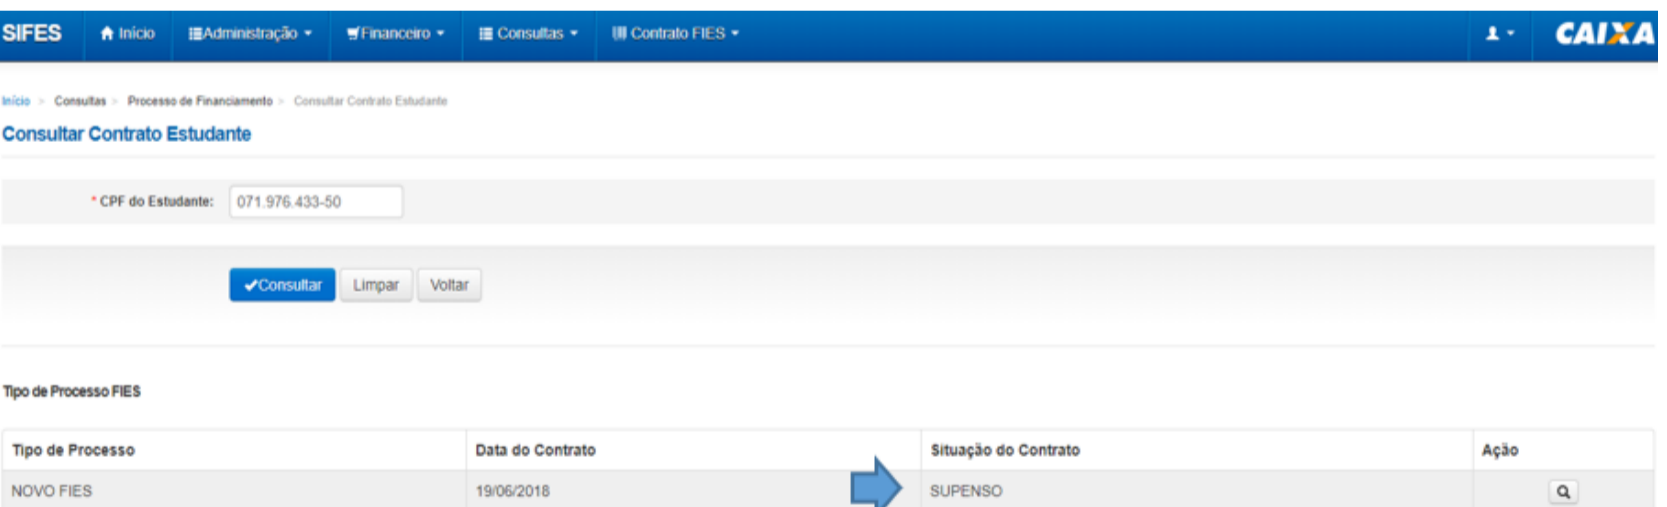 SIFES Início Administração Financeiro Consultas Contrato FIES CAIXA
Início > Consultas > Processo de Financiamento > Consultar Contrato Estudante
Consultar Contrato Estudante
* CPF do Estudante: 071.976.433-50
Consultar Limpar Voltar
Tipo de Processo FIES
Tipo de Processo Data do Contrato Situação do Contrato Ação
NOVO FIES 19/06/2018 SUPENSO